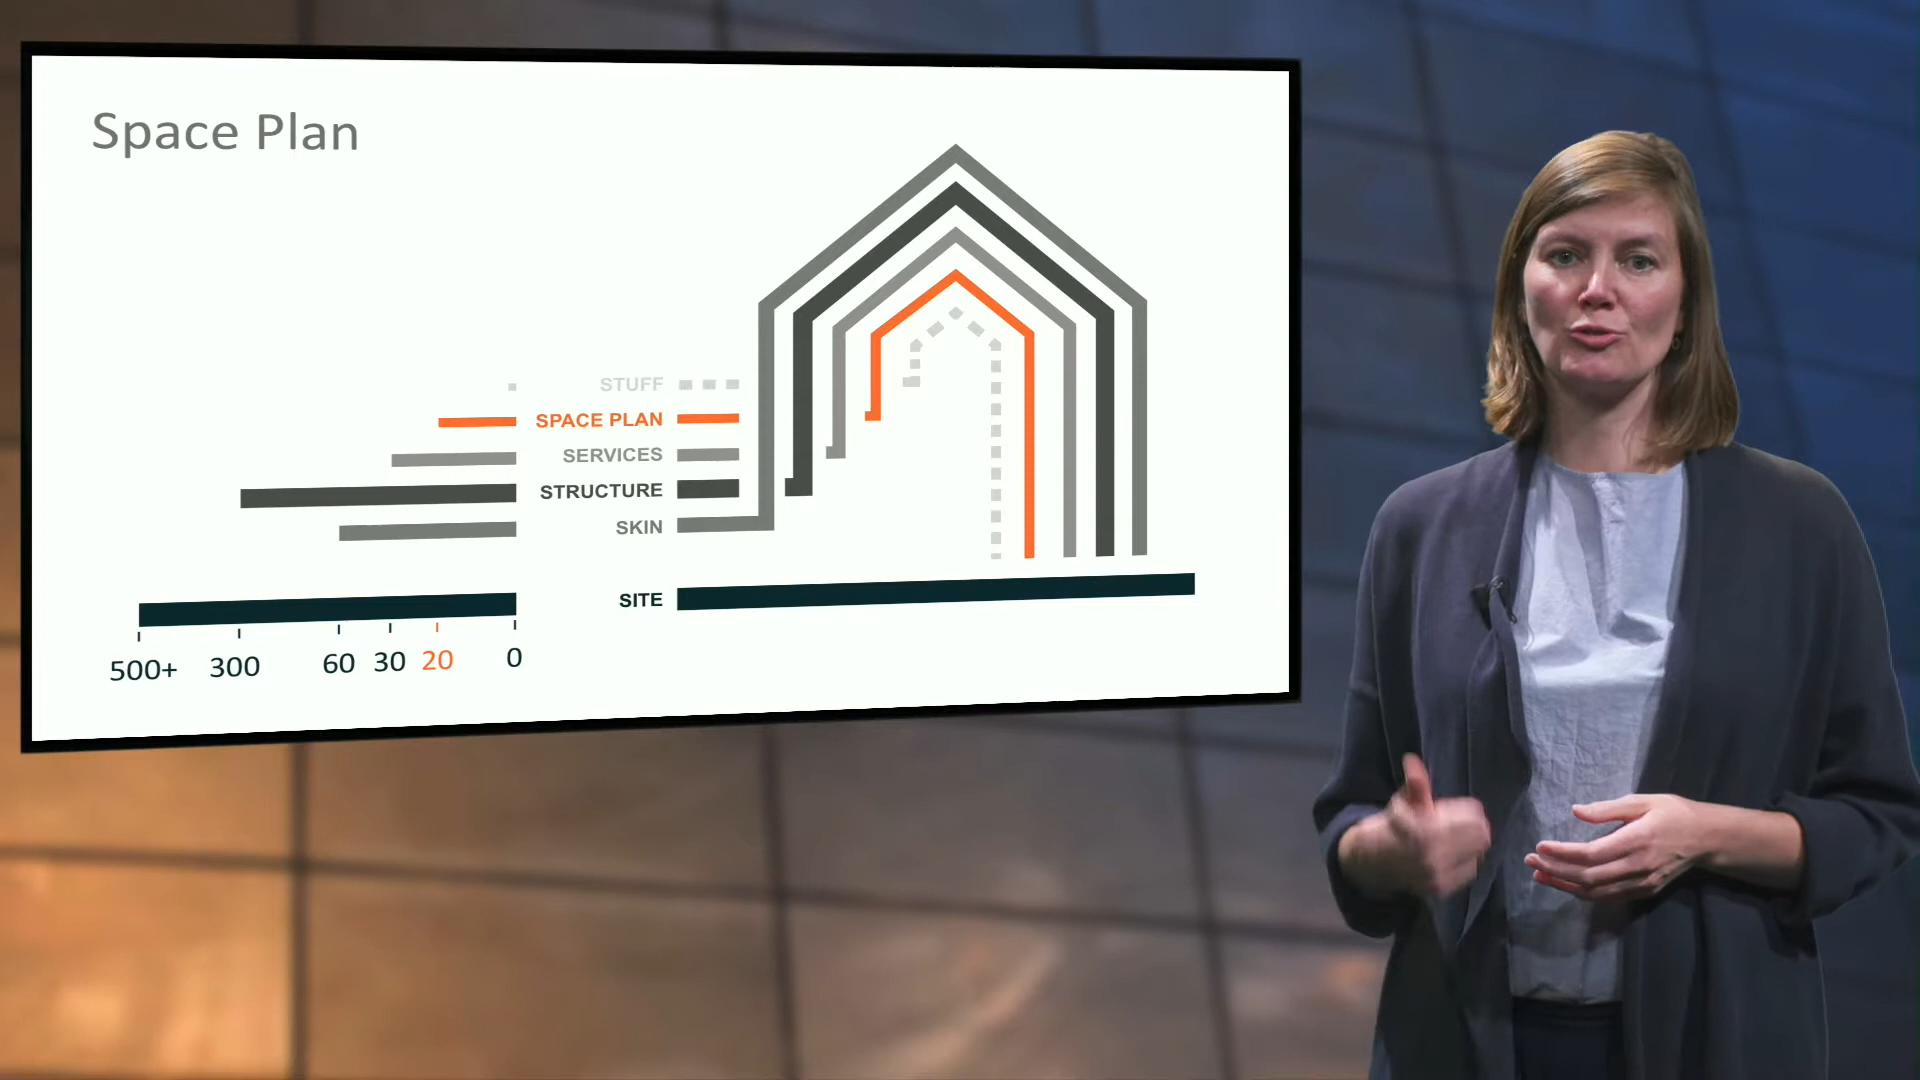 Space Plan
STUFF
SPACE PLAN
SERVICES
STRUCTURE
SKIN
SITE
500+ 300 60 30 20 0